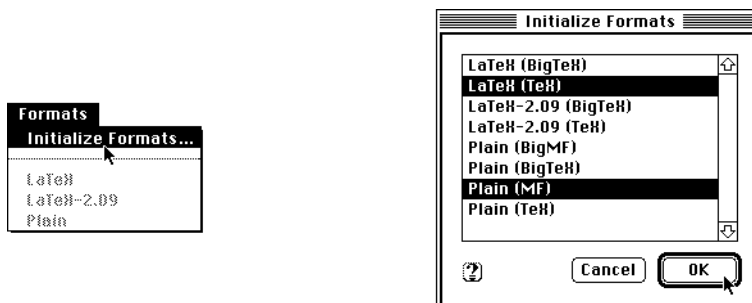 Formats
Initialize Formats...
LaTeX
LaTeX-2.09
Plain
Initialize Formats
LaTeX (BigTeX)
LaTeX (TeX)
LaTeX-2.09 (BigTeX)
LaTeX-2.09 (TeX)
Plain (BigMF)
Plain (BigTeX)
Plain (MF)
Plain (TeX)
?
Cancel
OK